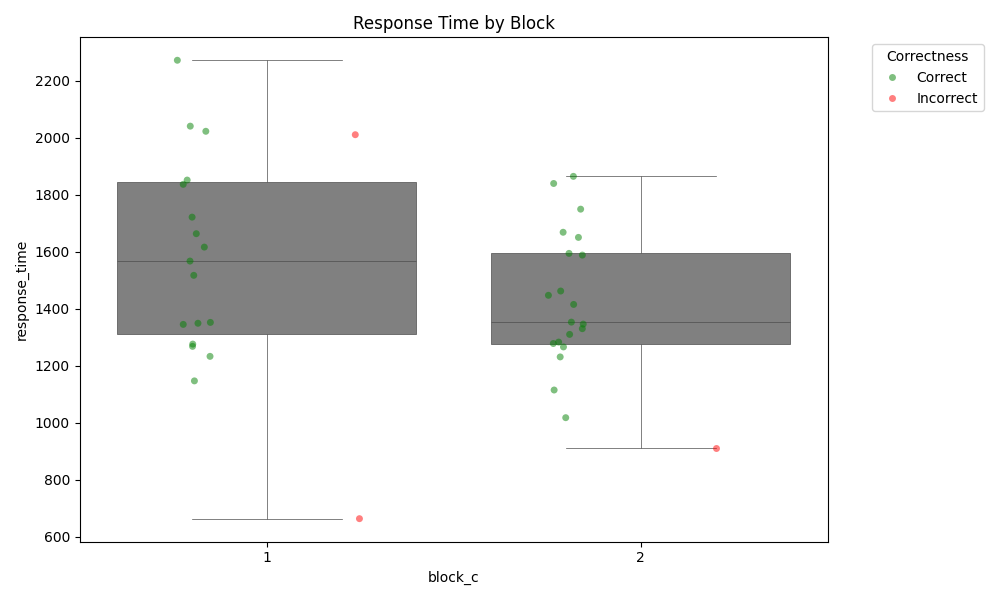 Response Time by Block
Correctness
Correct
Incorrect
2200
2000
1800
1600
1400
1200
1000
800
600
response_time
1
2
block_c